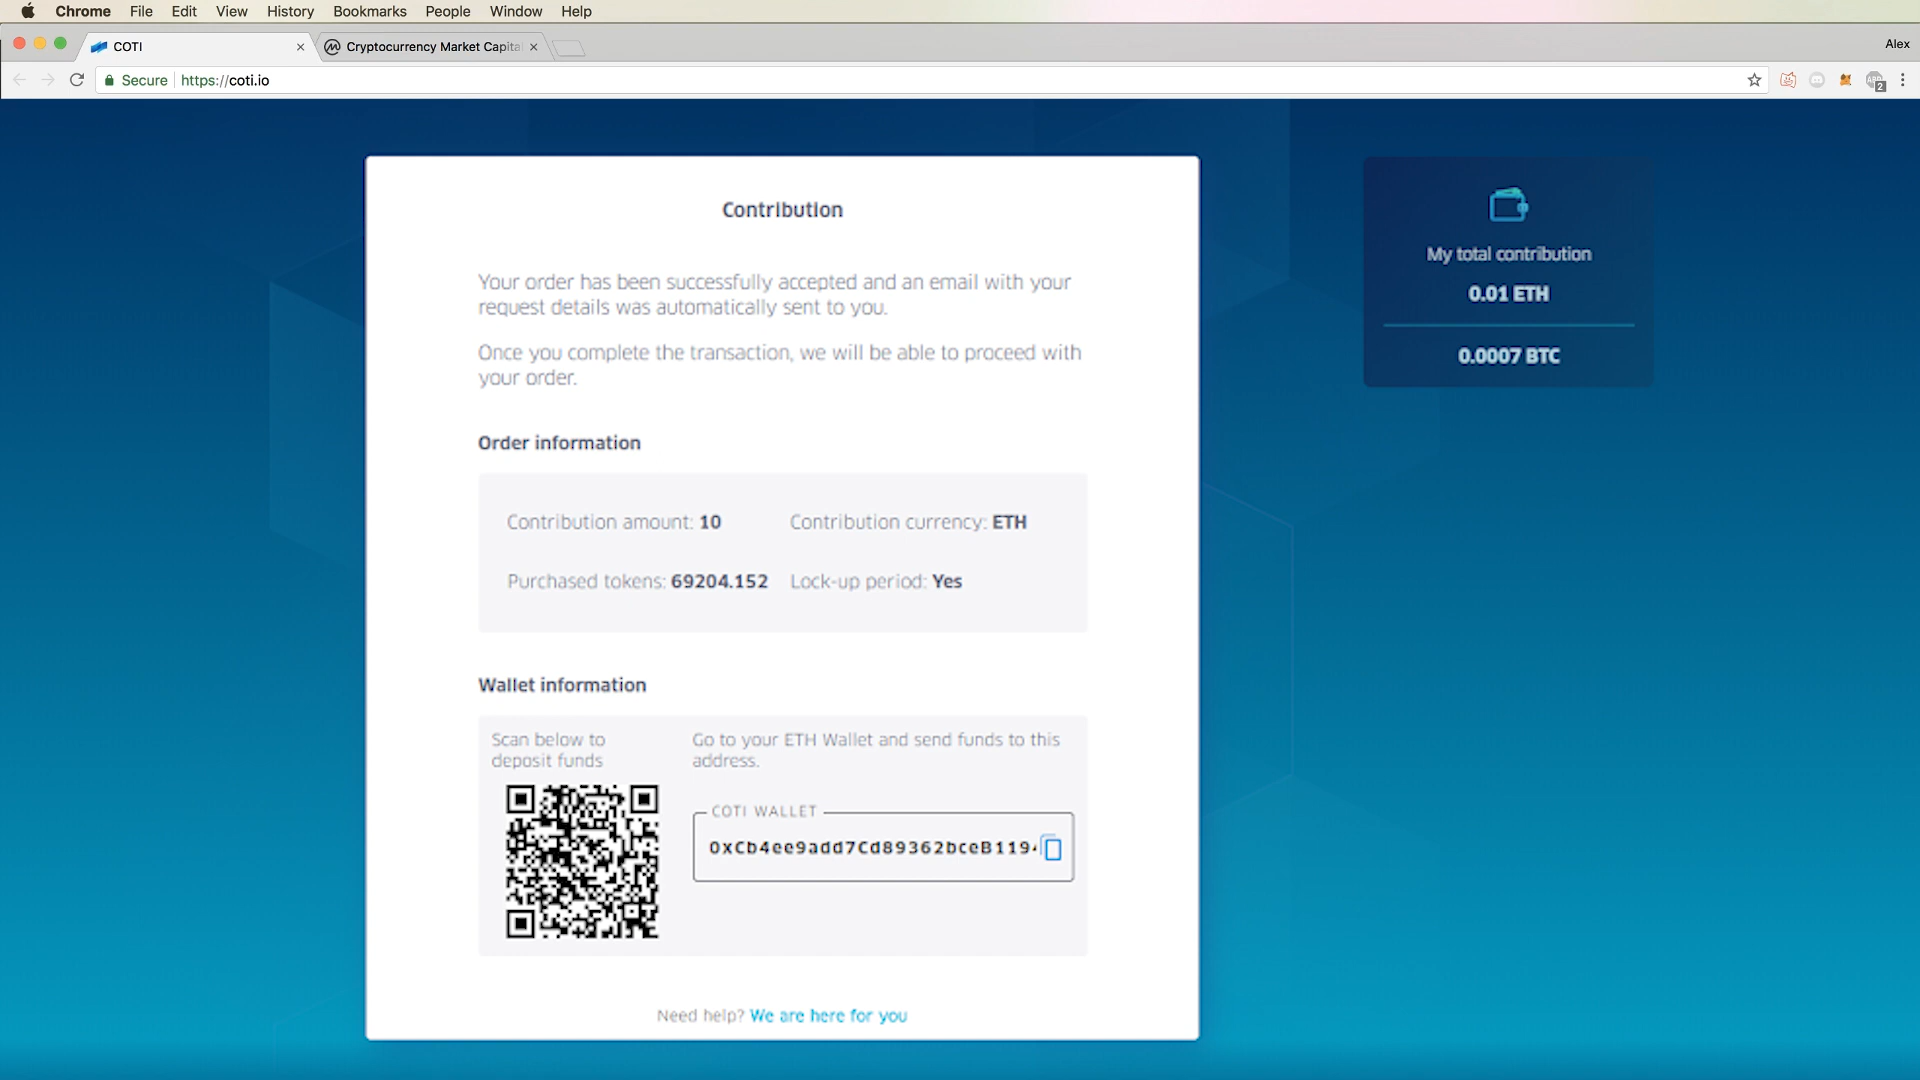 Chrome File Edit View History Bookmarks People Window Help
COTI
Cryptocurrency Market Capita
Alex
Secure https://coti.io
2
Contribution
Your order has been successfully accepted and an email with your
request details was automatically sent to you.
Once you complete the transaction, we will be able to proceed with
your order.
Order information
Contribution amount: 10 Contribution currency: ETH
Purchased tokens: 69204.152 Lock-up period: Yes
Wallet information
Scan below to
deposit funds
Go to your ETH Wallet and send funds to this
address.
COTI WALLET
0xCb4ee9add7Cd89362bceB119
Need help? We are here for you
My total contribution
0.01 ETH
0.0007 BTC